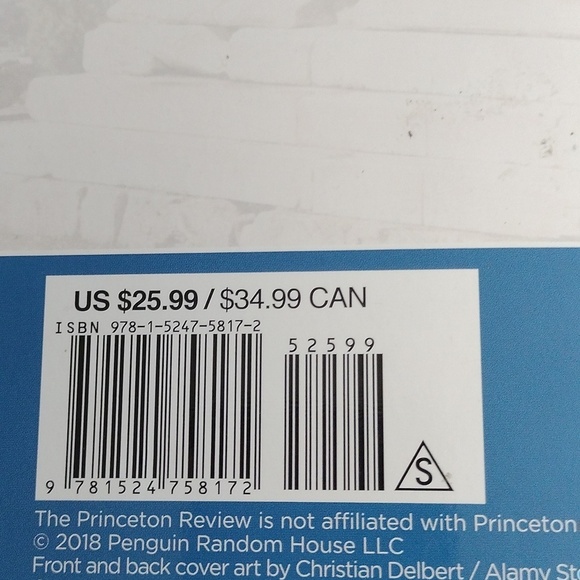 US $25.99 / $34.99 CAN
ISBN 978-1-5247-5817-2
52599
9 781524 758172
S
The Princeton Review is not affiliated with Princeton
© 2018 Penguin Random House LLC
Front and back cover art by Christian Delbert / Alamy